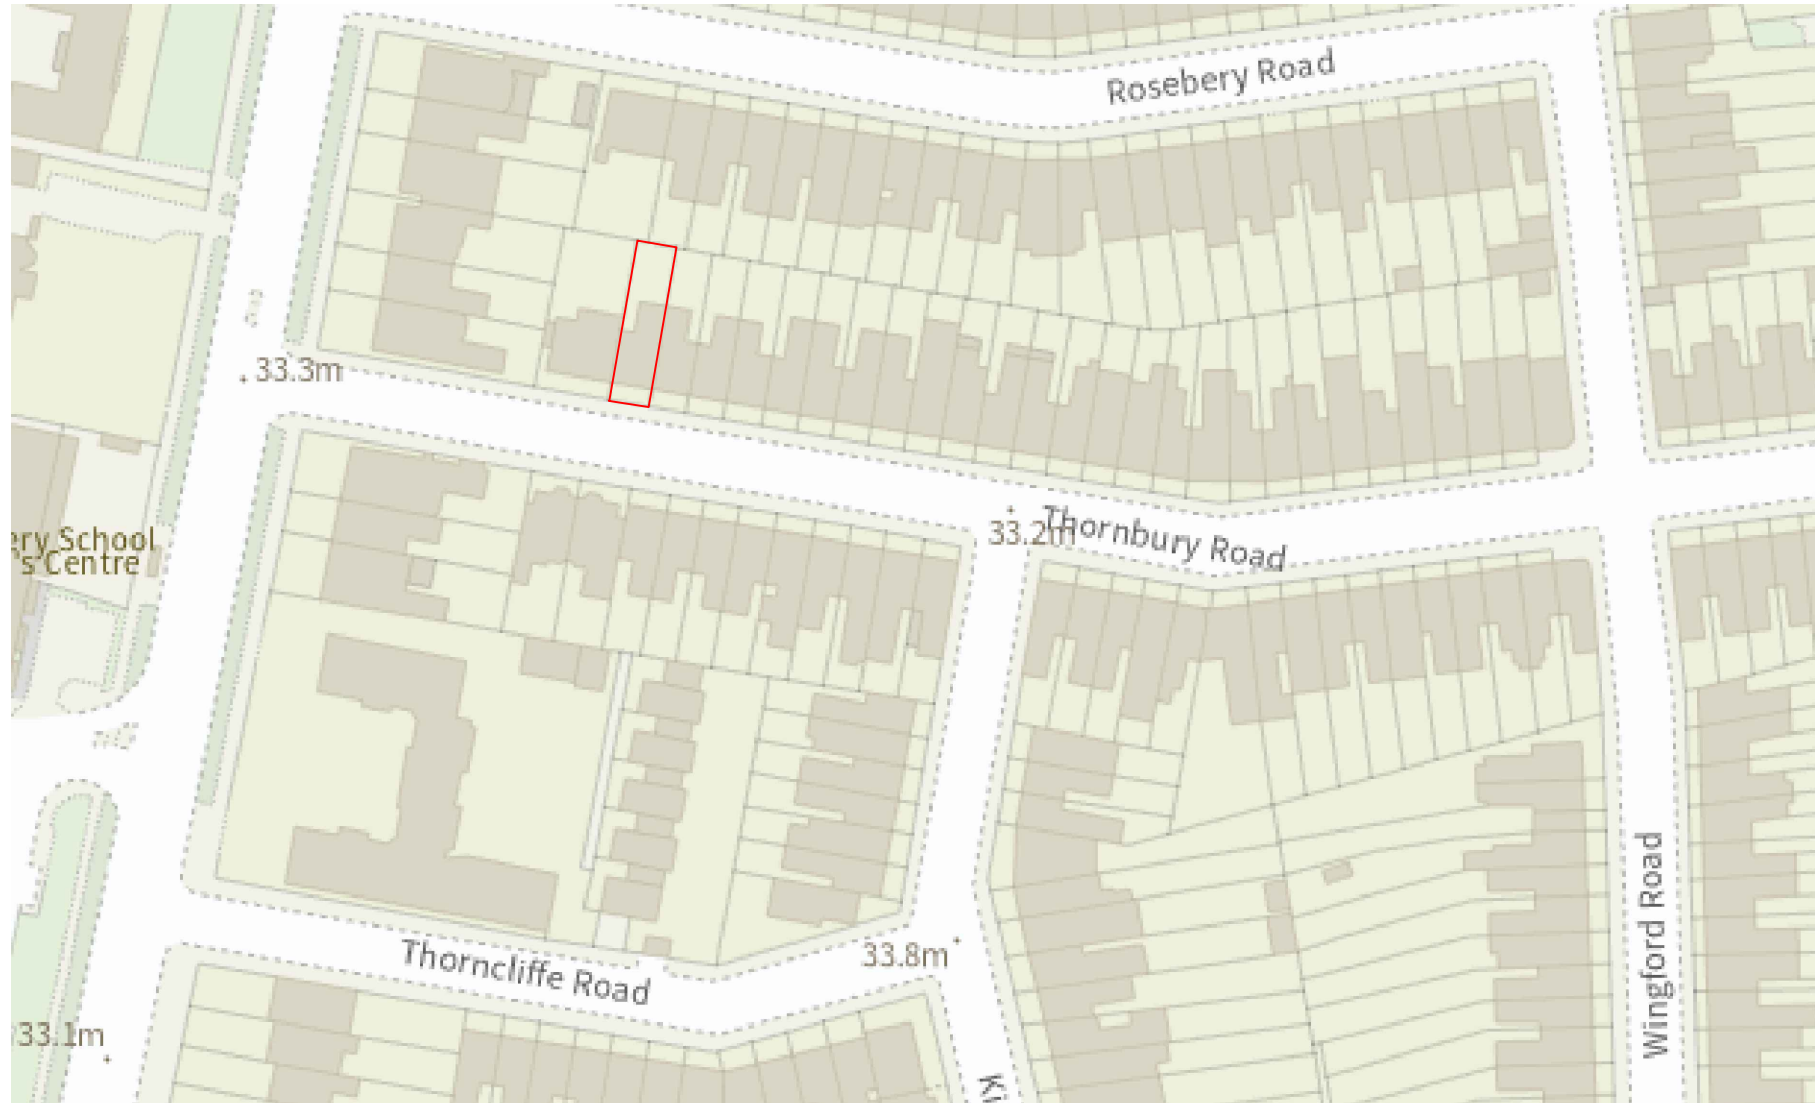 Rosebery Road
33.3m
Thornbury Road
33.2m
ery School
's Centre
Thorncliffe Road
33.8m
Wingford Road
33.1m
Ki